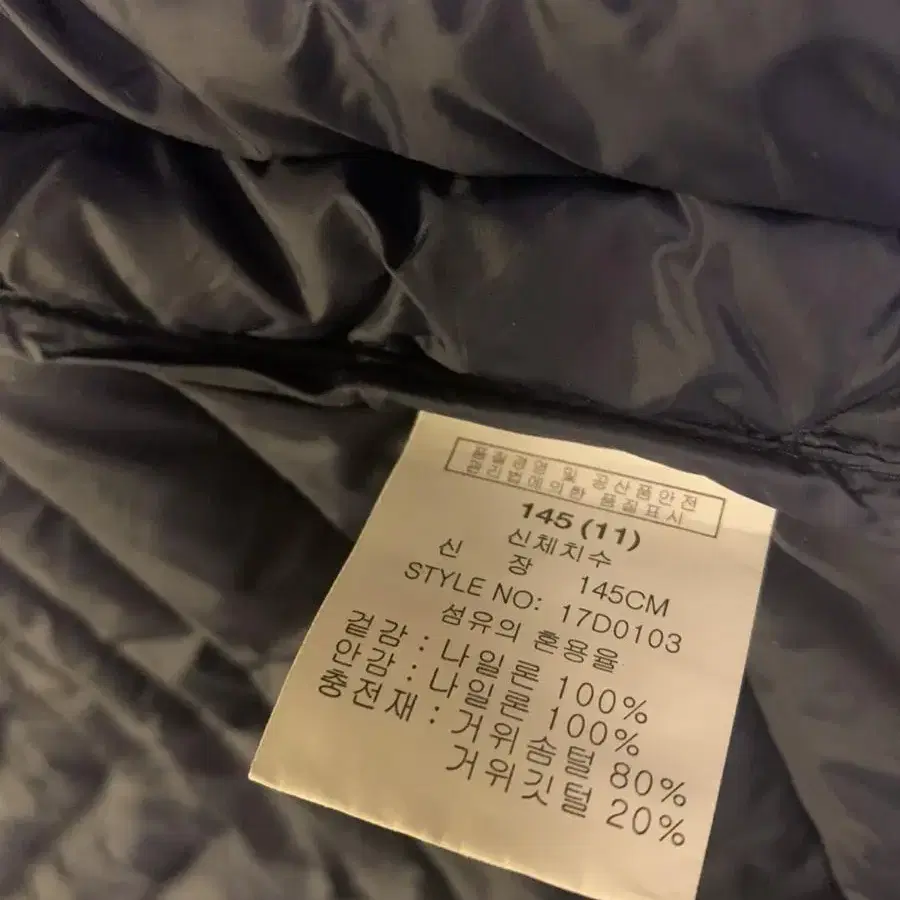 품질경영 및 공산품안전
관리법에의한 품질표시
145 (11)
신체치수
신 장 145CM
STYLE NO: 17D0103
섬유의 혼용율
겉감 : 나일론 100%
안감 : 나일론 100%
충전재 : 거위솜털 80%
거위깃털 20%